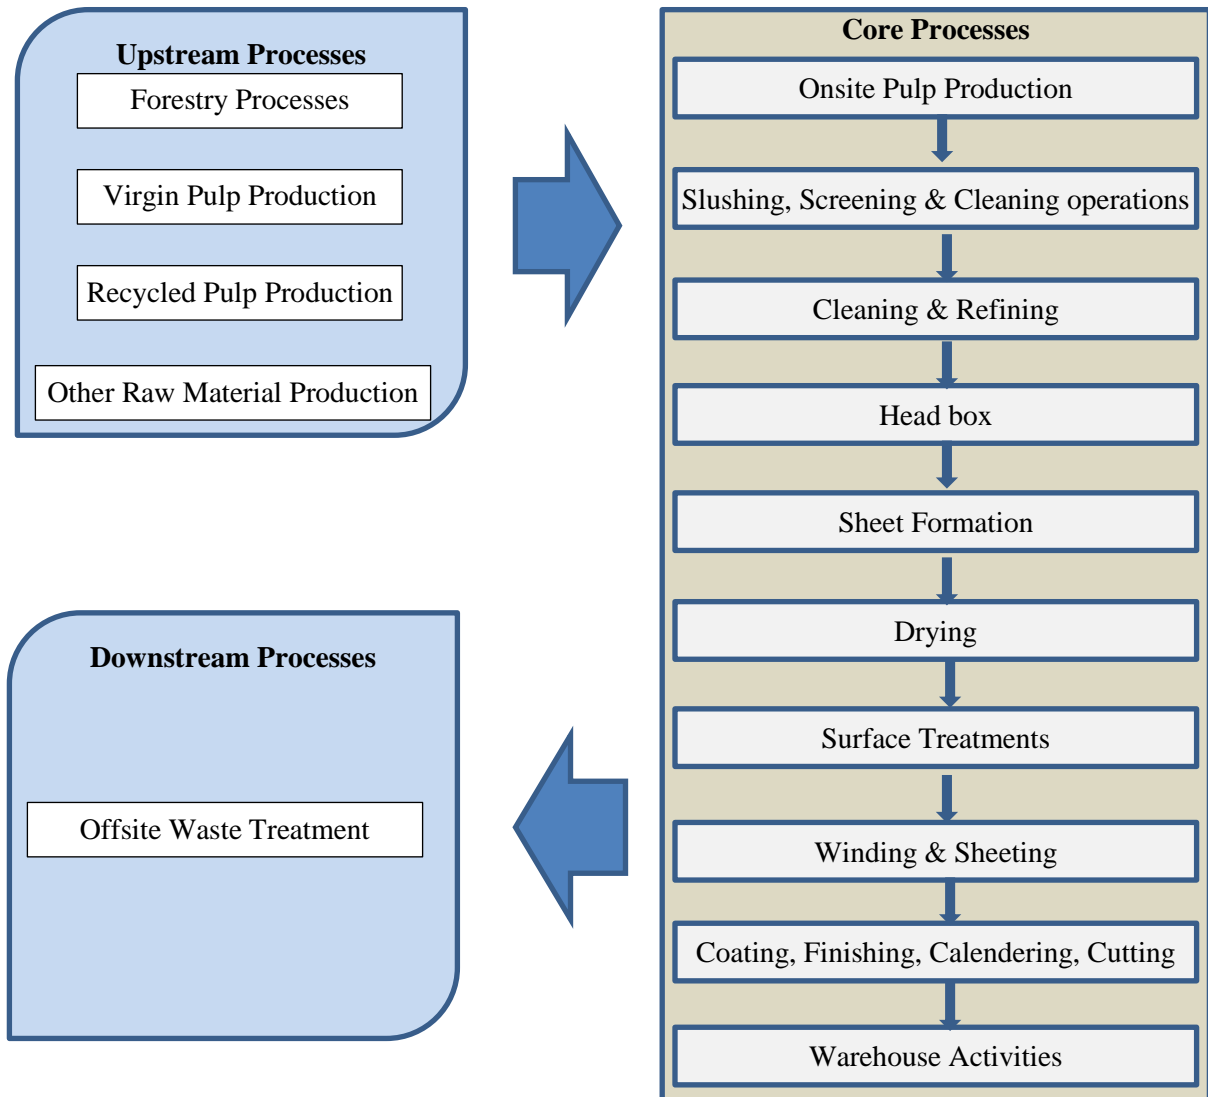 Upstream Processes
Forestry Processes
Virgin Pulp Production
Recycled Pulp Production
Other Raw Material Production
Core Processes
Onsite Pulp Production
Slushing, Screening & Cleaning operations
Cleaning & Refining
Head box
Sheet Formation
Drying
Surface Treatments
Winding & Sheeting
Coating, Finishing, Calendering, Cutting
Warehouse Activities
Downstream Processes
Offsite Waste Treatment